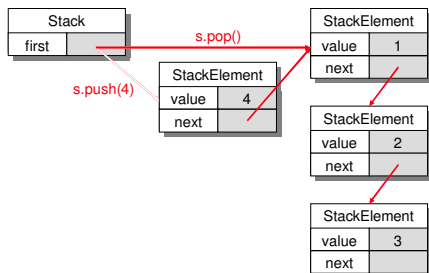 Stack
first
s.pop()
s.push(4)
StackElement
value 4
next
StackElement
value 1
next
StackElement
value 2
next
StackElement
value 3
next